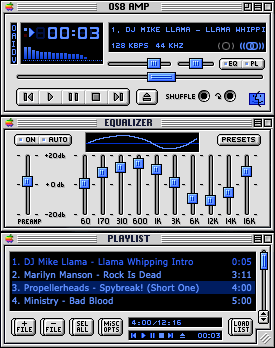 OS8 AMP
OAIDV
00:03
1. DJ MIKE LLAMA - LLAMA WHIPPIN
128 KBPS 44 KHZ
EQ PL
SHUFFLE
EQUALIZER
ON AUTO PRESETS
+20db
+0db
-20db
PREAMP 60 170 310 600 1K 3K 6K 12K 14K 16K
PLAYLIST
1. DJ Mike Llama - Llama Whipping Intro 0:05
2. Marilyn Manson - Rock Is Dead 3:11
3. Propellerheads - Spybreak! (Short One) 4:00
4. Ministry - Bad Blood 5:00
+ FILE - FILE SEL ALL MISC OPTS 4:00/12:16 LOAD LIST
00:03